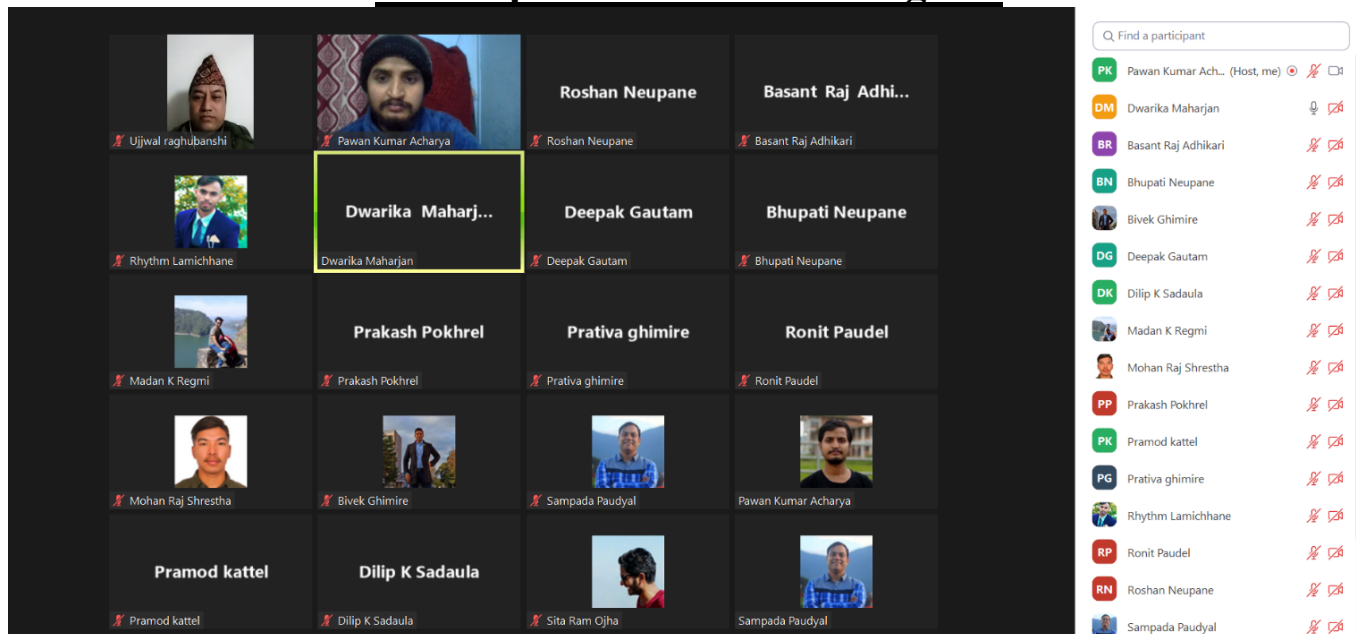 Ujjwal raghubanshi
Pawan Kumar Acharya
Roshan Neupane
Roshan Neupane
Basant Raj Adhi...
Basant Raj Adhikari
Rhythm Lamichhane
Dwarika Maharj...
Dwarika Maharjan
Deepak Gautam
Deepak Gautam
Bhupati Neupane
Bhupati Neupane
Madan K Regmi
Prakash Pokhrel
Prakash Pokhrel
Prativa ghimire
Prativa ghimire
Ronit Paudel
Ronit Paudel
Mohan Raj Shrestha
Bivek Ghimire
Sampada Paudyal
Pawan Kumar Acharya
Pramod kattel
Pramod kattel
Dilip K Sadaula
Dilip K Sadaula
Sita Ram Ojha
Sampada Paudyal
Find a participant
PK Pawan Kumar Ach... (Host, me)
DM Dwarika Maharjan
BR Basant Raj Adhikari
BN Bhupati Neupane
Bivek Ghimire
DG Deepak Gautam
DK Dilip K Sadaula
Madan K Regmi
Mohan Raj Shrestha
PP Prakash Pokhrel
PK Pramod kattel
PG Prativa ghimire
Rhythm Lamichhane
RP Ronit Paudel
RN Roshan Neupane
Sampada Paudyal